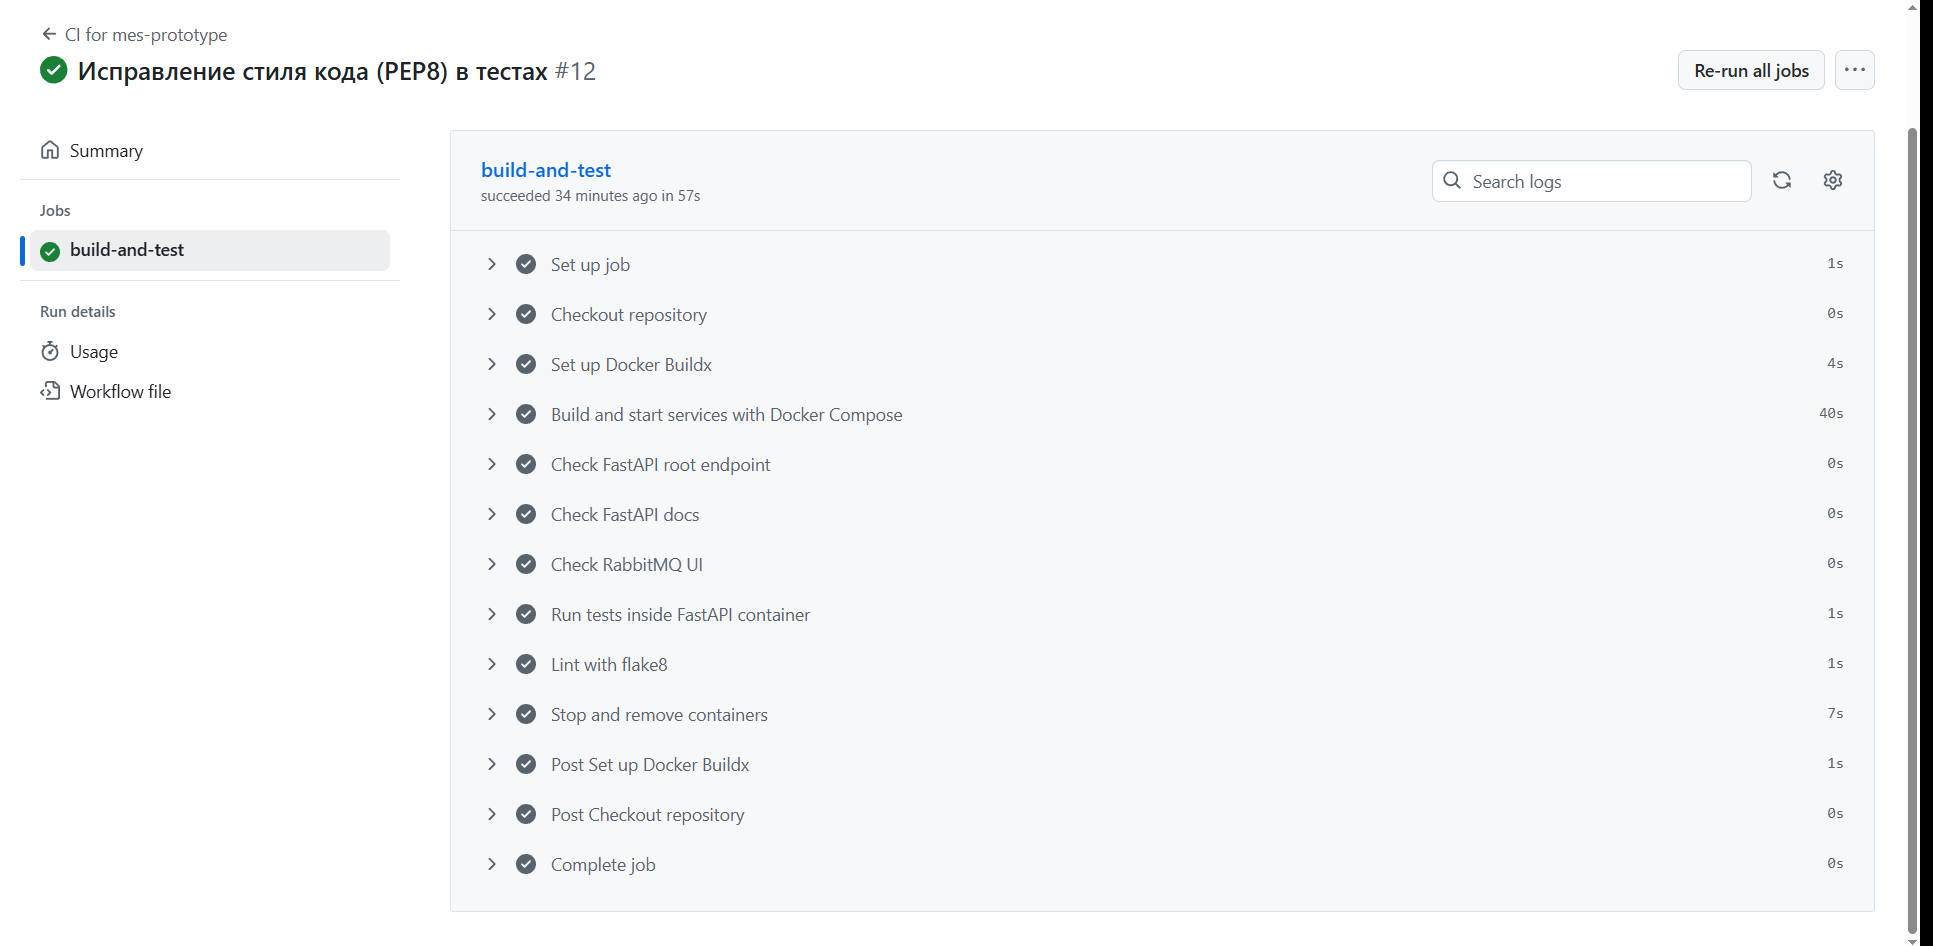 CI for mes-prototype
Исправление стиля кода (PEP8) в тестах #12
Re-run all jobs
Summary
Jobs
build-and-test
Run details
Usage
Workflow file
build-and-test
succeeded 34 minutes ago in 57s
Search logs
Set up job 1s
Checkout repository 0s
Set up Docker Buildx 4s
Build and start services with Docker Compose 40s
Check FastAPI root endpoint 0s
Check FastAPI docs 0s
Check RabbitMQ UI 0s
Run tests inside FastAPI container 1s
Lint with flake8 1s
Stop and remove containers 7s
Post Set up Docker Buildx 1s
Post Checkout repository 0s
Complete job 0s